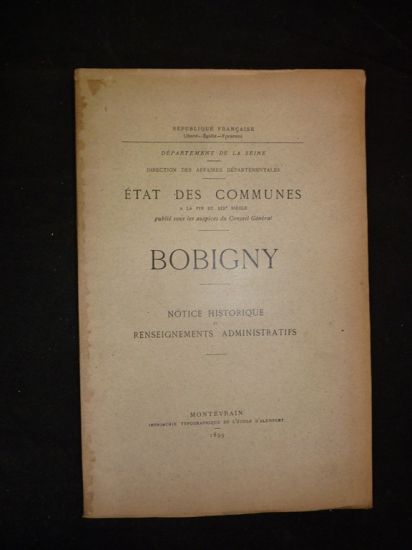 RÉPUBLIQUE FRANÇAISE
Liberté—Égalité—Fraternité
DÉPARTEMENT DE LA SEINE
DIRECTION DES AFFAIRES DÉPARTEMENTALES
ÉTAT DES COMMUNES
A LA FIN DU XIXe SIÈCLE
publié sous les auspices du Conseil Général
BOBIGNY
NOTICE HISTORIQUE
ET
RENSEIGNEMENTS ADMINISTRATIFS
MONTÉVRAIN
IMPRIMERIE TYPOGRAPHIQUE DE L'ÉCOLE D'ALEMBERT
1899